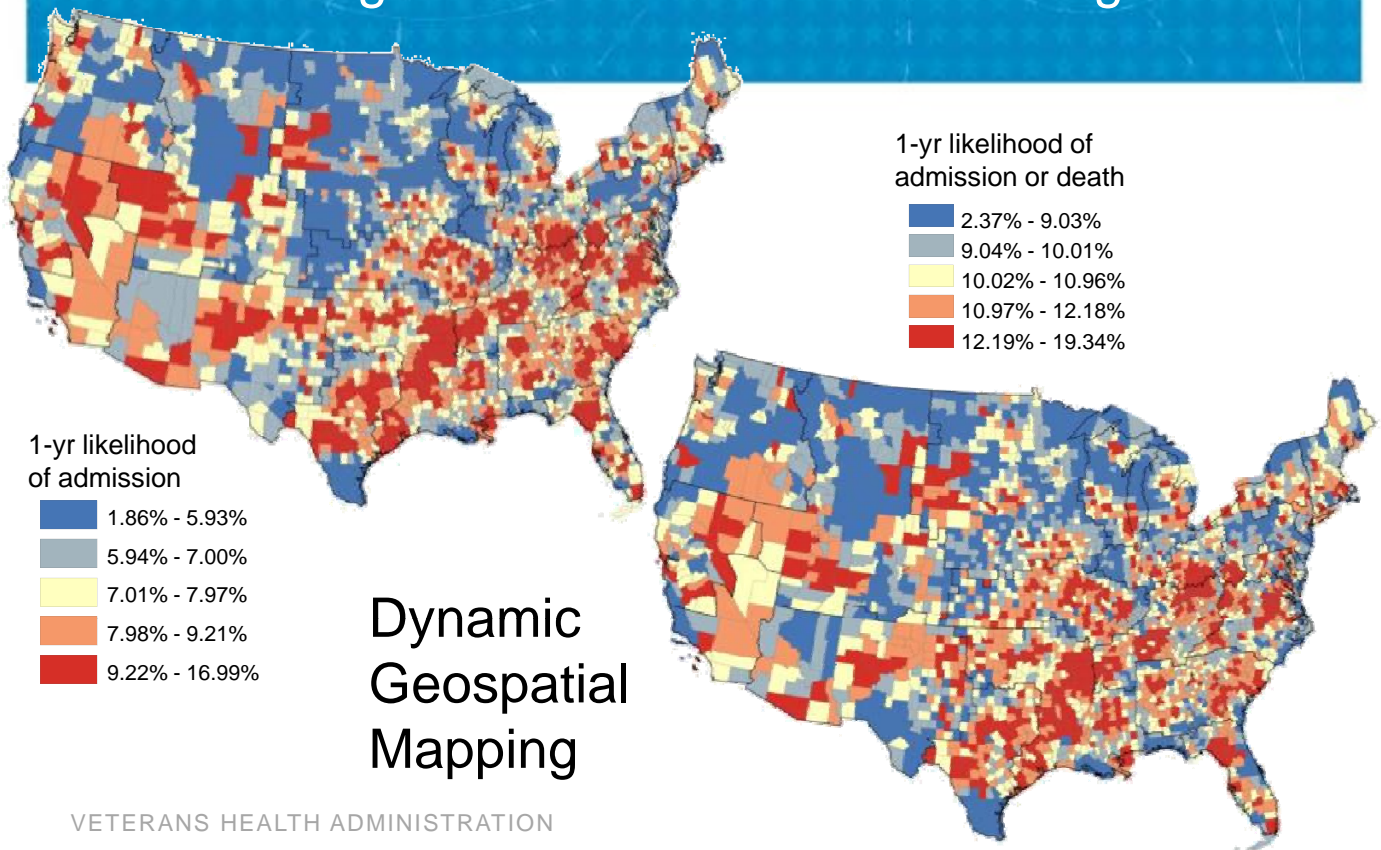 1-yr likelihood of
admission or death
2.37% - 9.03%
9.04% - 10.01%
10.02% - 10.96%
10.97% - 12.18%
12.19% - 19.34%
1-yr likelihood
of admission
1.86% - 5.93%
5.94% - 7.00%
7.01% - 7.97%
7.98% - 9.21%
9.22% - 16.99%
Dynamic
Geospatial
Mapping
VETERANS HEALTH ADMINISTRATION